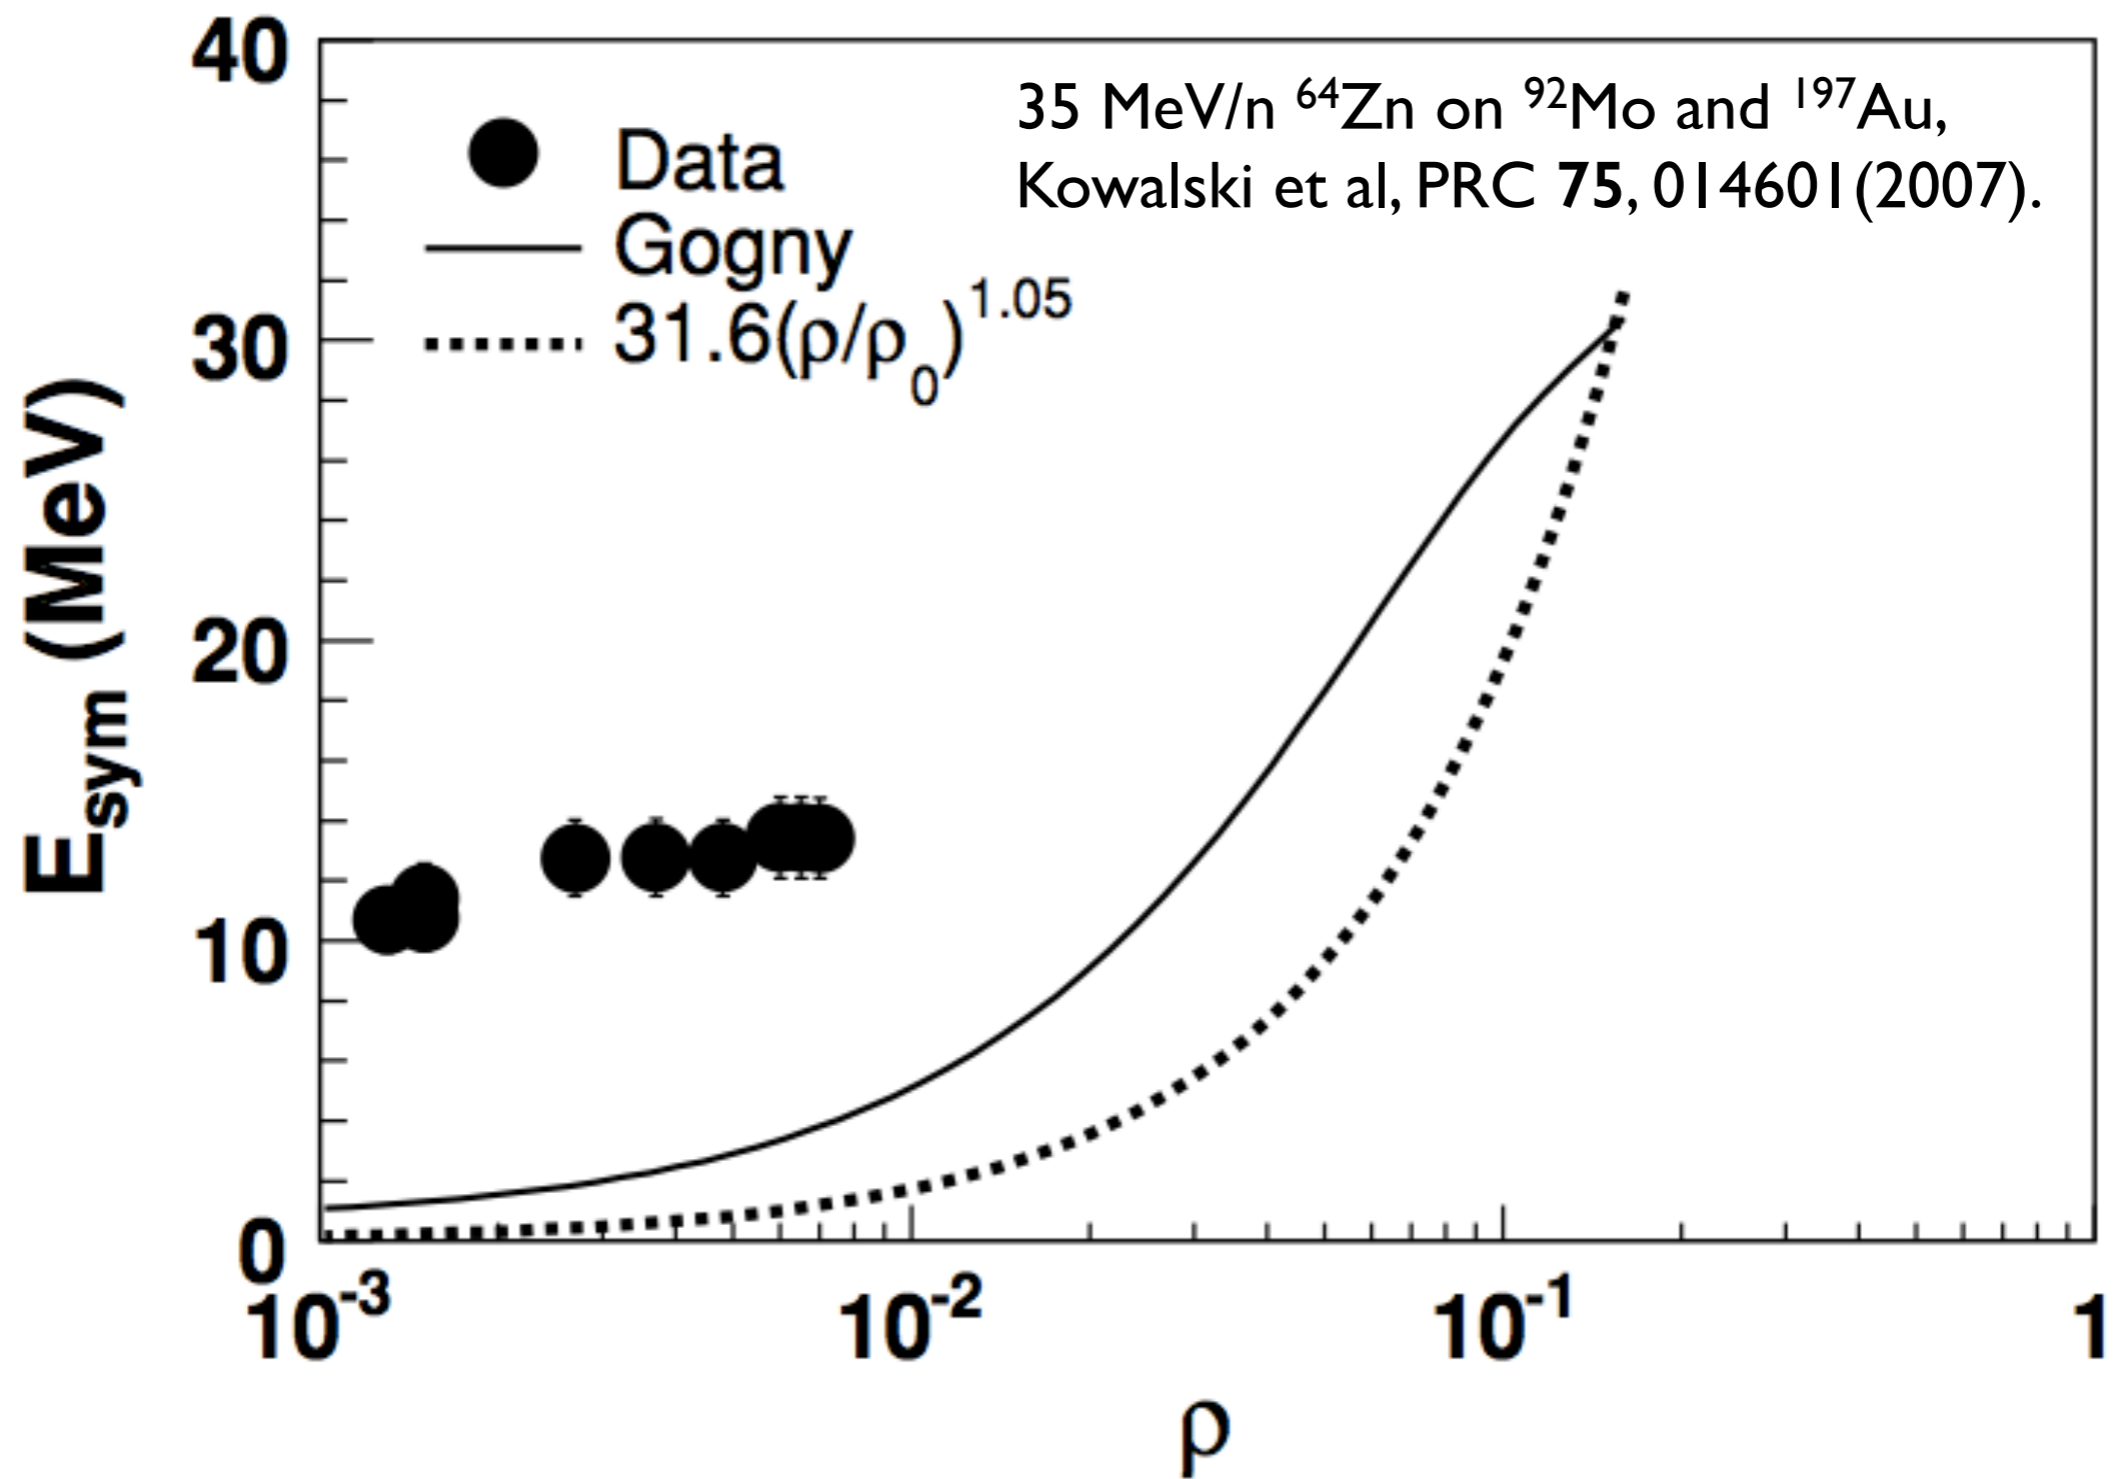 40
35 MeV/n ⁶⁴Zn on ⁹²Mo and ¹⁹⁷Au,
Kowalski et al, PRC 75, 014601(2007).
Data
Gogny
31.6(ρ/ρ₀)¹·⁰⁵
30
20
10
0
E_sym (MeV)
10⁻³
10⁻²
10⁻¹
1
ρ